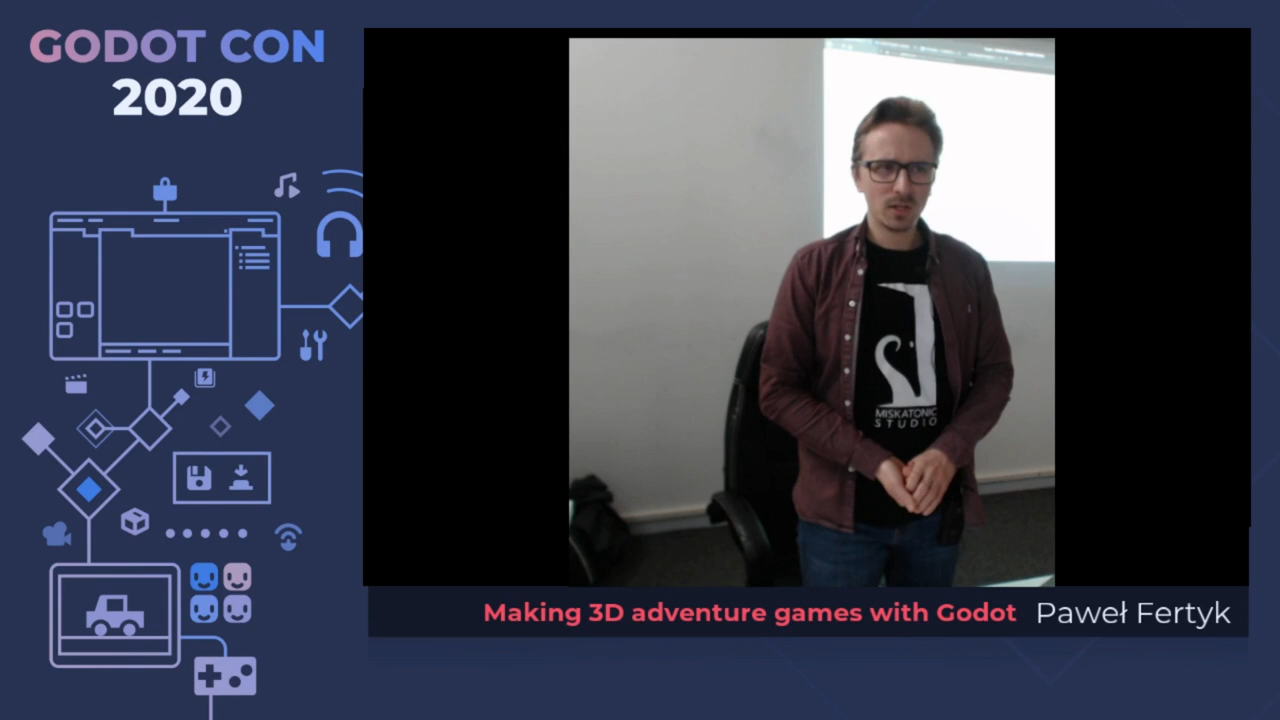 GODOT CON
2020
MISKATONIC
STUDIO
Making 3D adventure games with Godot Paweł Fertyk